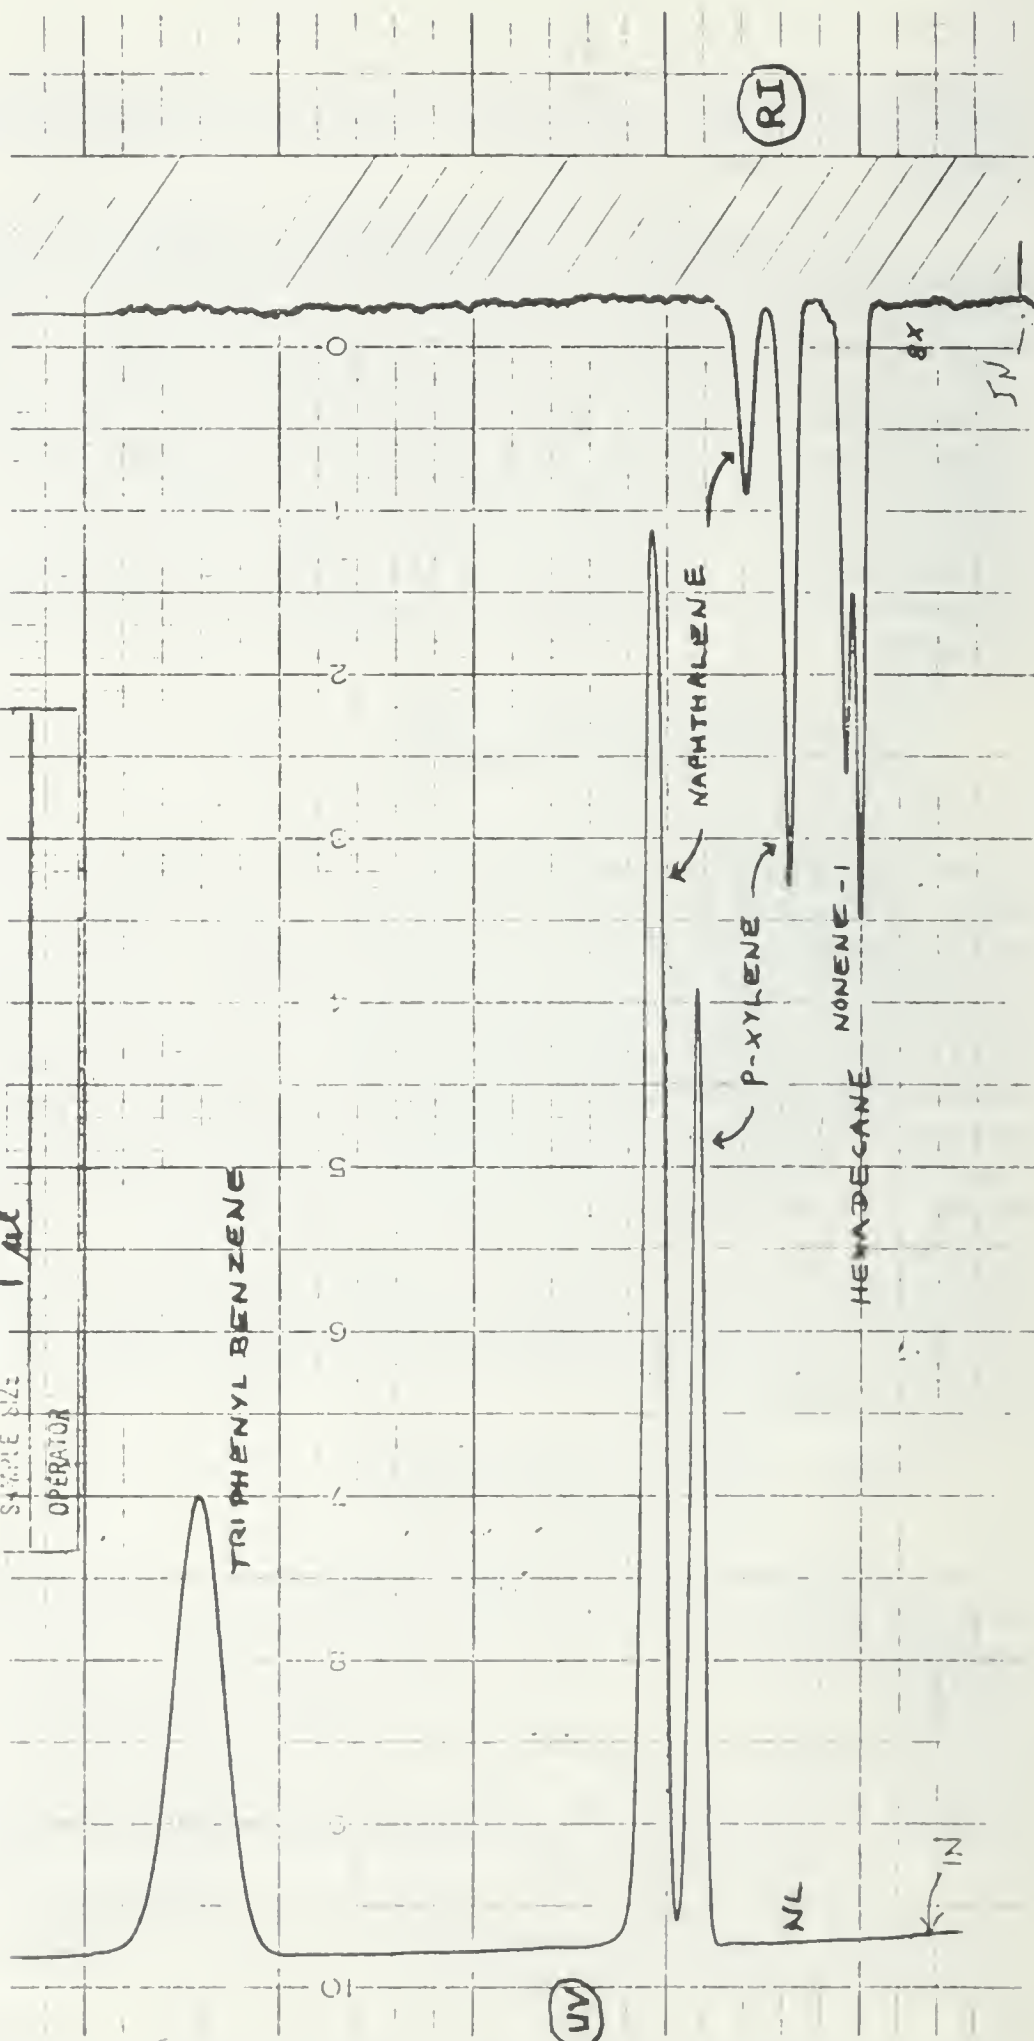 SAMPLE SIZE 1 µl
OPERATOR
TRIPHENYL BENZENE
NAPHTHALENE
P-XYLENE
NONENE-1
HEXADECANE
RI
8X
IN
UV
NL
IN
0
1
2
3
4
5
6
7
8
9
10